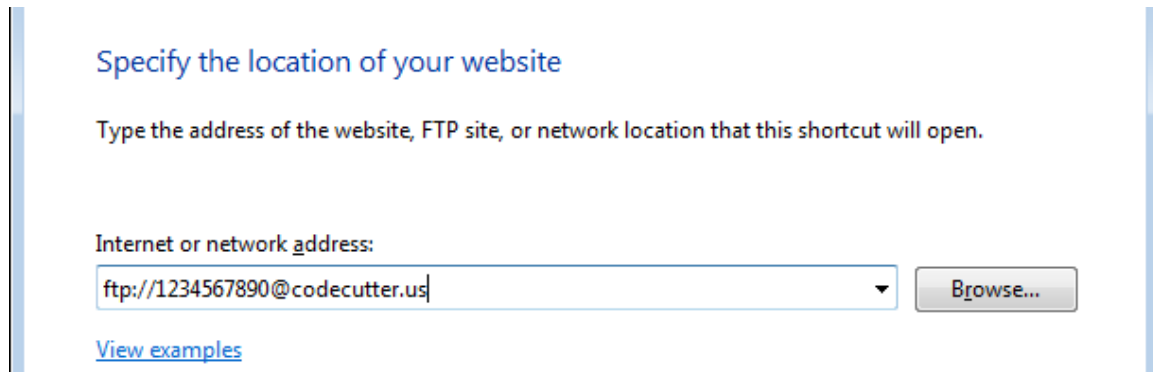 Specify the location of your website
Type the address of the website, FTP site, or network location that this shortcut will open.
Internet or network address:
ftp://1234567890@codecutter.us
Browse...
View examples